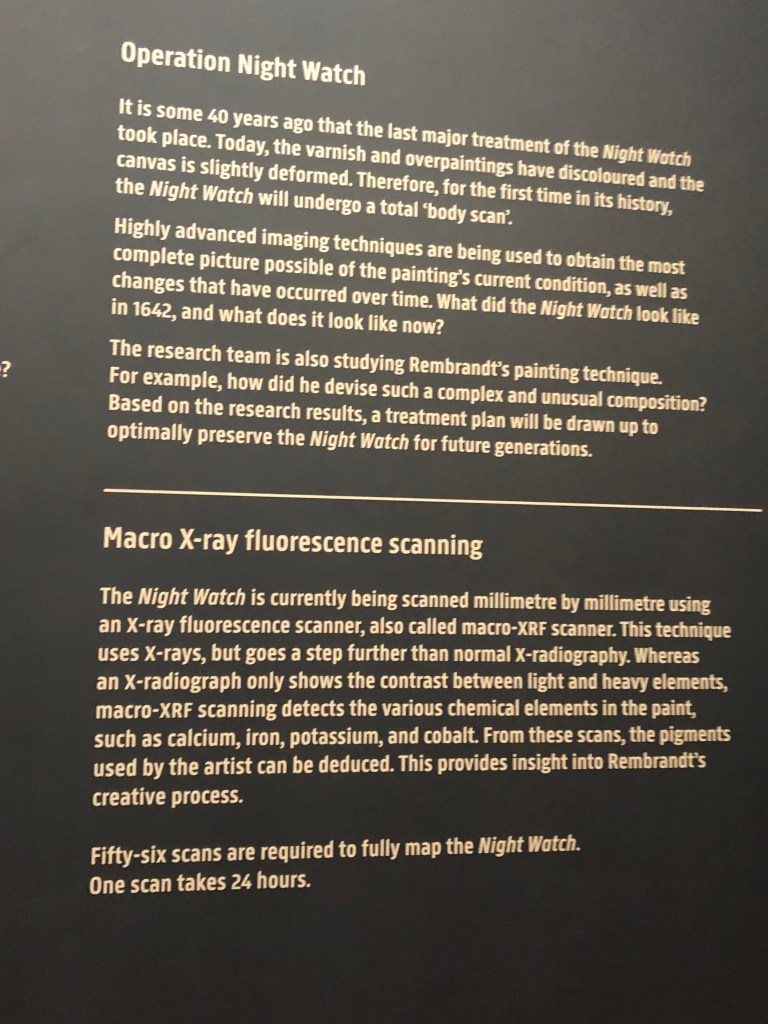 Operation Night Watch
It is some 40 years ago that the last major treatment of the Night Watch
took place. Today, the varnish and overpaintings have discoloured and the
canvas is slightly deformed. Therefore, for the first time in its history,
the Night Watch will undergo a total ‘body scan’.
Highly advanced imaging techniques are being used to obtain the most
complete picture possible of the painting's current condition, as well as
changes that have occurred over time. What did the Night Watch look like
in 1642, and what does it look like now?
?
The research team is also studying Rembrandt's painting technique.
For example, how did he devise such a complex and unusual composition?
Based on the research results, a treatment plan will be drawn up to
optimally preserve the Night Watch for future generations.
Macro X-ray fluorescence scanning
The Night Watch is currently being scanned millimetre by millimetre using
an X-ray fluorescence scanner, also called macro-XRF scanner. This technique
uses X-rays, but goes a step further than normal X-radiography. Whereas
an X-radiograph only shows the contrast between light and heavy elements,
macro-XRF scanning detects the various chemical elements in the paint,
such as calcium, iron, potassium, and cobalt. From these scans, the pigments
used by the artist can be deduced. This provides insight into Rembrandt's
creative process.
Fifty-six scans are required to fully map the Night Watch.
One scan takes 24 hours.